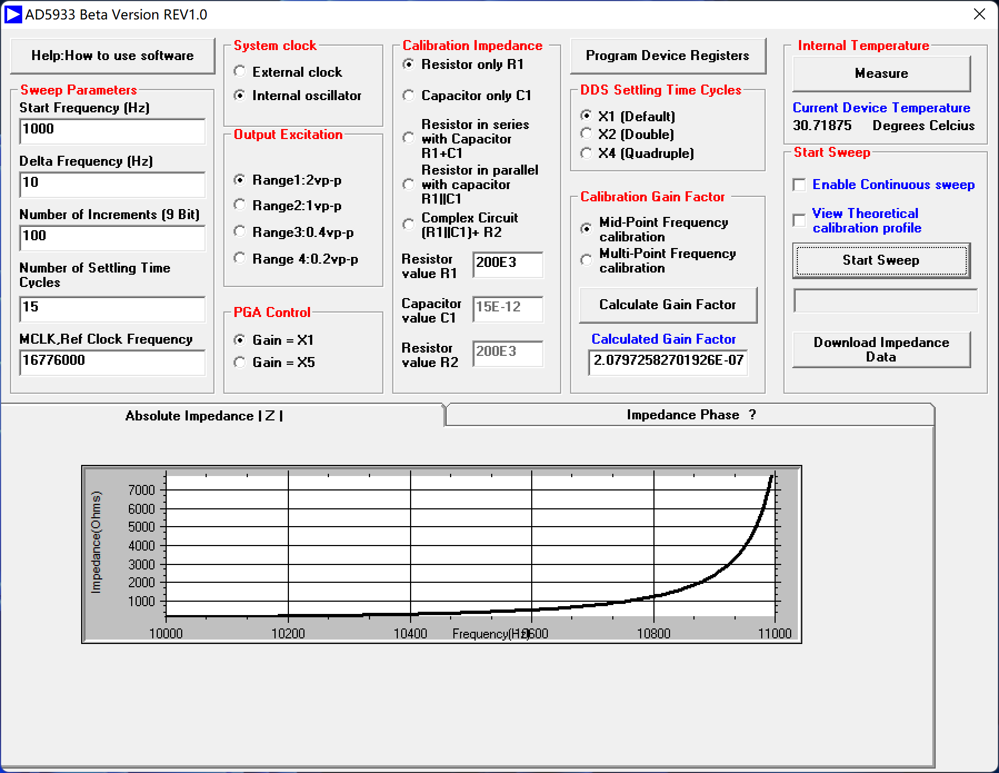 AD5933 Beta Version REV1.0
Help:How to use software
Sweep Parameters
Start Frequency (Hz)
1000
Delta Frequency (Hz)
10
Number of Increments (9 Bit)
100
Number of Settling Time
Cycles
15
MCLK,Ref Clock Frequency
16776000
System clock
External clock
Internal oscillator
Output Excitation
Range1:2vp-p
Range2:1vp-p
Range3:0.4vp-p
Range 4:0.2vp-p
PGA Control
Gain = X1
Gain = X5
Calibration Impedance
Resistor only R1
Capacitor only C1
Resistor in series
with Capacitor
R1+C1
Resistor in parallel
with capacitor
R1||C1
Complex Circuit
(R1||C1)+ R2
Resistor
value R1
200E3
Capacitor
value C1
15E-12
Resistor
value R2
200E3
Program Device Registers
DDS Settling Time Cycles
X1 (Default)
X2 (Double)
X4 (Quadruple)
Calibration Gain Factor
Mid-Point Frequency
calibration
Multi-Point Frequency
calibration
Calculate Gain Factor
Calculated Gain Factor
2.07972582701926E-07
Internal Temperature
Measure
Current Device Temperature
30.71875 Degrees Celcius
Start Sweep
Enable Continuous sweep
View Theoretical
calibration profile
Start Sweep
Download Impedance
Data
Absolute Impedance | Z |
Impedance Phase ?
Impedance(Ohms)
7000
6000
5000
4000
3000
2000
1000
10000 10200 10400 10600 10800 11000
Frequency(Hz)